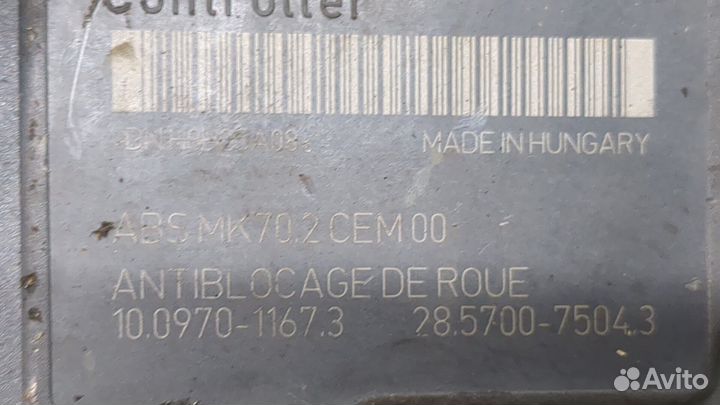 Controller
MADE IN HUNGARY
ABS MK70.2 CEM 00
ANTIBLOCAGE DE ROUE
10.0970-1167.3 28.5700-7504.3
Avito